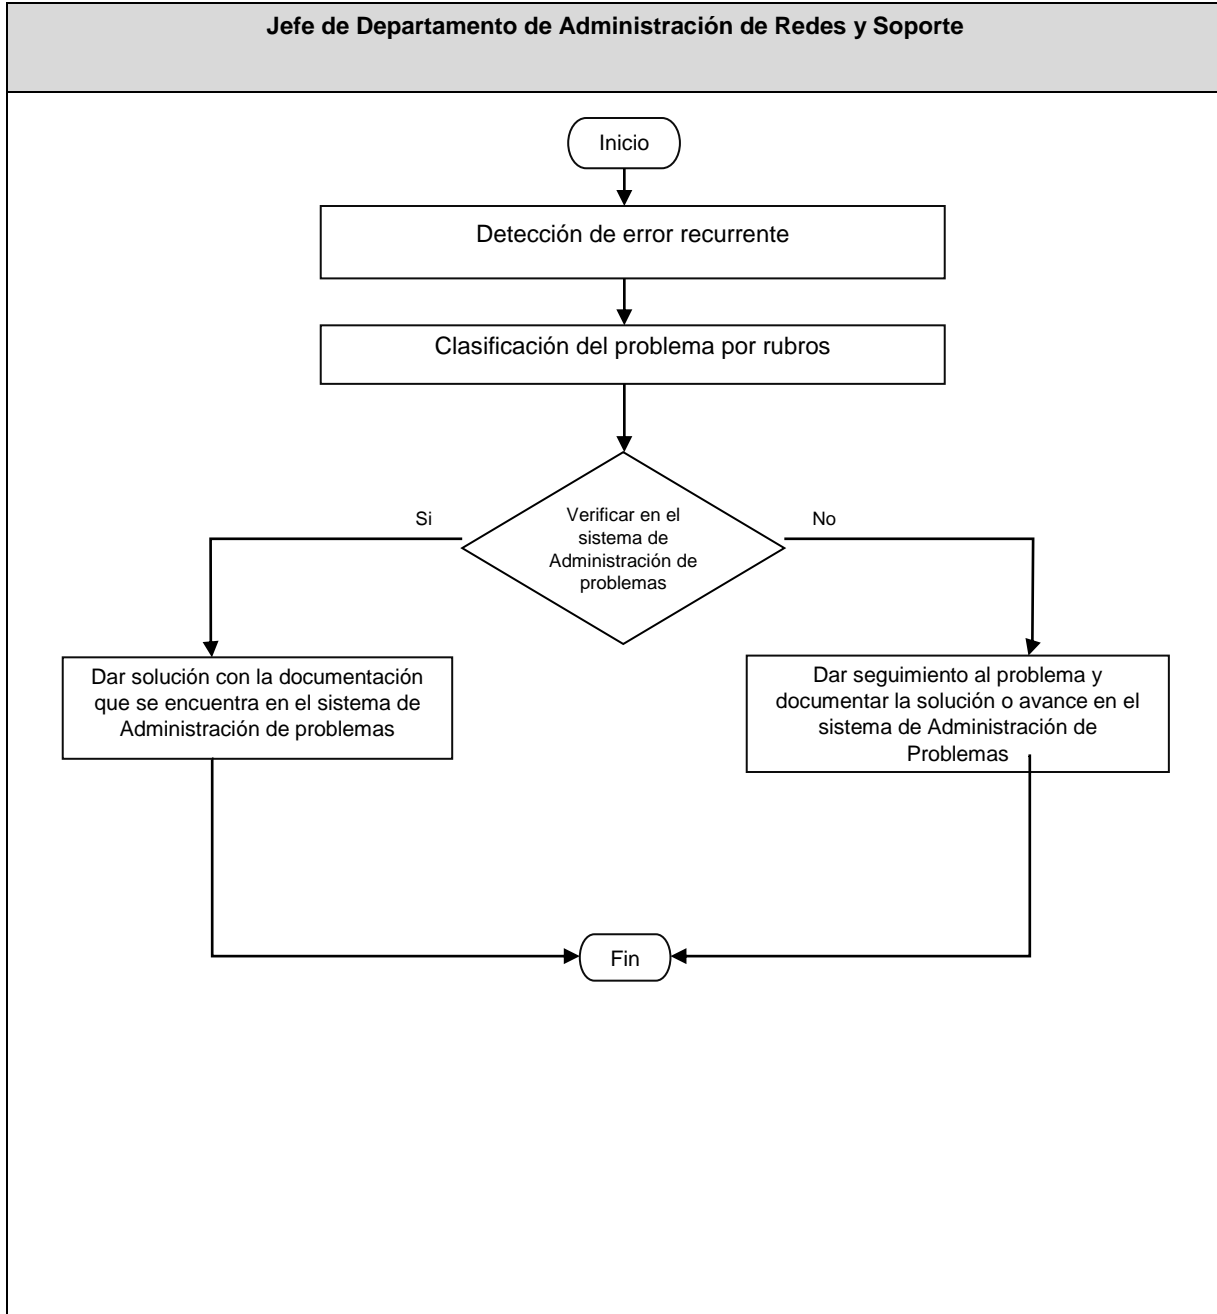 Jefe de Departamento de Administración de Redes y Soporte
Inicio
Detección de error recurrente
Clasificación del problema por rubros
Si
Verificar en el
sistema de
Administración de
problemas
No
Dar solución con la documentación
que se encuentra en el sistema de
Administración de problemas
Dar seguimiento al problema y
documentar la solución o avance en el
sistema de Administración de
Problemas
Fin